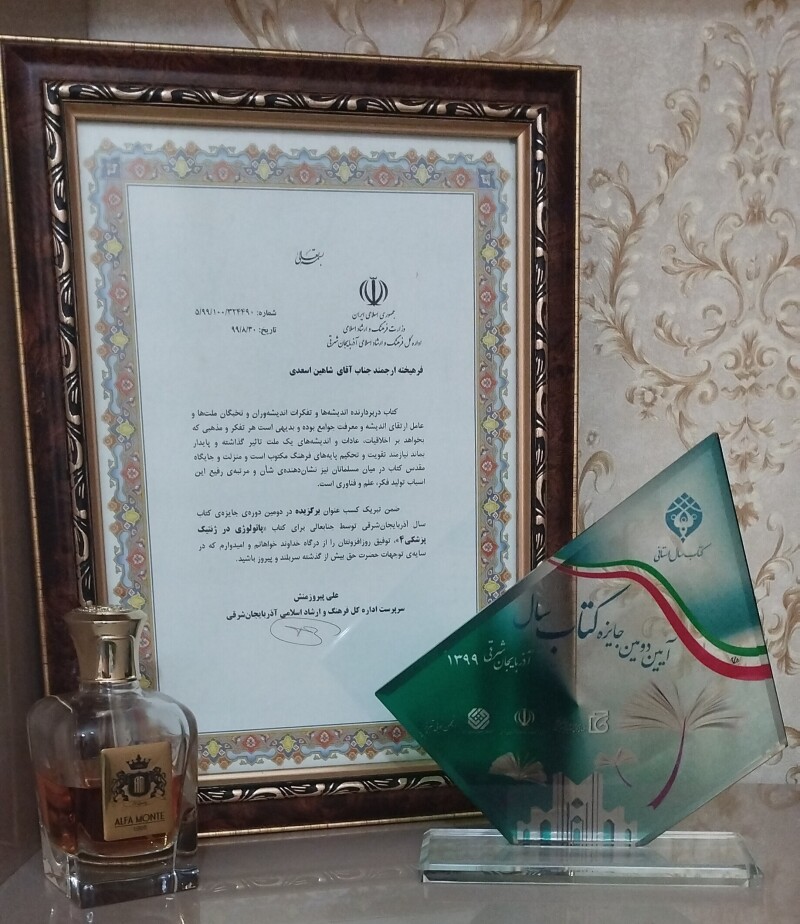 بسمه‌تعالی
جمهوری اسلامی ایران
وزارت فرهنگ و ارشاد اسلامی
اداره کل فرهنگ و ارشاد اسلامی آذربایجان شرقی
شماره: ۵/۹۹/۱۰۰/۳۲۴۴۹۰
تاریخ: ۹۹/۸/۳۰
فرهیخته ارجمند جناب آقای شاهین اسعدی
کتاب دربردارنده اندیشه‌ها و تفکرات اندیشه‌وران و نخبگان ملت‌ها و
عامل ارتقای اندیشه و معرفت جوامع بوده و بدیهی است هر تفکر و مذهبی که
بخواهد بر اخلاقیات، عادات و اندیشه‌های یک ملت تاثیر گذاشته و پایدار
بماند نیازمند تقویت و تحکیم پایه‌های فرهنگ مکتوب است و منزلت و جایگاه
مقدس کتاب در میان مسلمانان نیز نشان‌دهنده‌ی شأن و مرتبه‌ی رفیع این
اسباب تولید فکر، علم و فناوری است.
ضمن تبریک کسب عنوان برگزیده در دومین دوره‌ی جایزه‌ی کتاب
سال آذربایجان‌شرقی توسط جنابعالی برای کتاب «پاتولوژی در ژنتیک
پزشکی۴»، توفیق روزافزونتان را از درگاه خداوند خواهانم و امیدوارم که در
سایه‌ی توجهات حضرت حق بیش از گذشته سربلند و پیروز باشید.
علی پیروزمنش
سرپرست اداره کل فرهنگ و ارشاد اسلامی آذربایجان‌شرقی
کتاب سال استانی
آیین دومین جایزه کتاب سال
آذربایجان شرقی ۱۳۹۹
ALFA MONTE